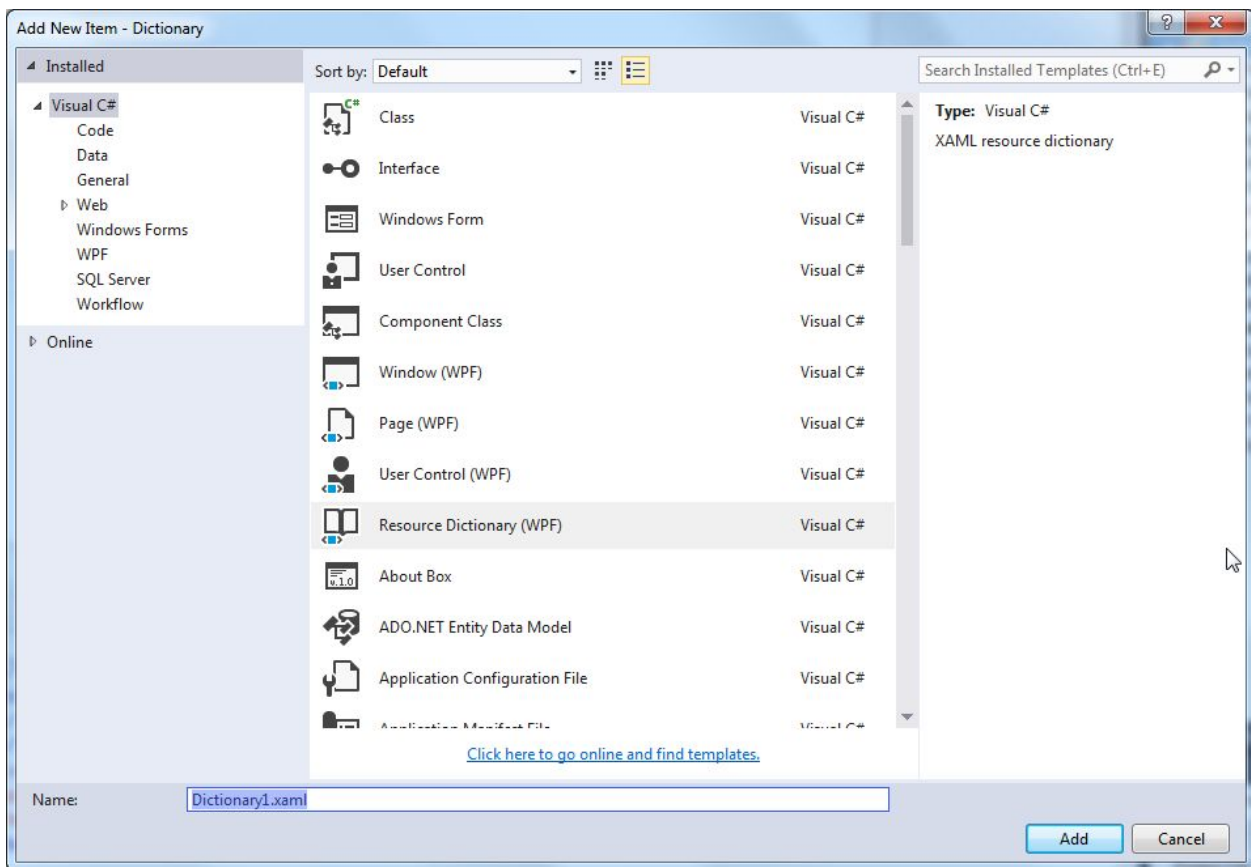 Add New Item - Dictionary
Installed
Visual C#
Code
Data
General
Web
Windows Forms
WPF
SQL Server
Workflow
Online
Sort by: Default
Class Visual C#
Interface Visual C#
Windows Form Visual C#
User Control Visual C#
Component Class Visual C#
Window (WPF) Visual C#
Page (WPF) Visual C#
User Control (WPF) Visual C#
Resource Dictionary (WPF) Visual C#
About Box Visual C#
ADO.NET Entity Data Model Visual C#
Application Configuration File Visual C#
Application Manifest File Visual C#
Click here to go online and find templates.
Search Installed Templates (Ctrl+E)
Type: Visual C#
XAML resource dictionary
Name: Dictionary1.xaml
Add Cancel